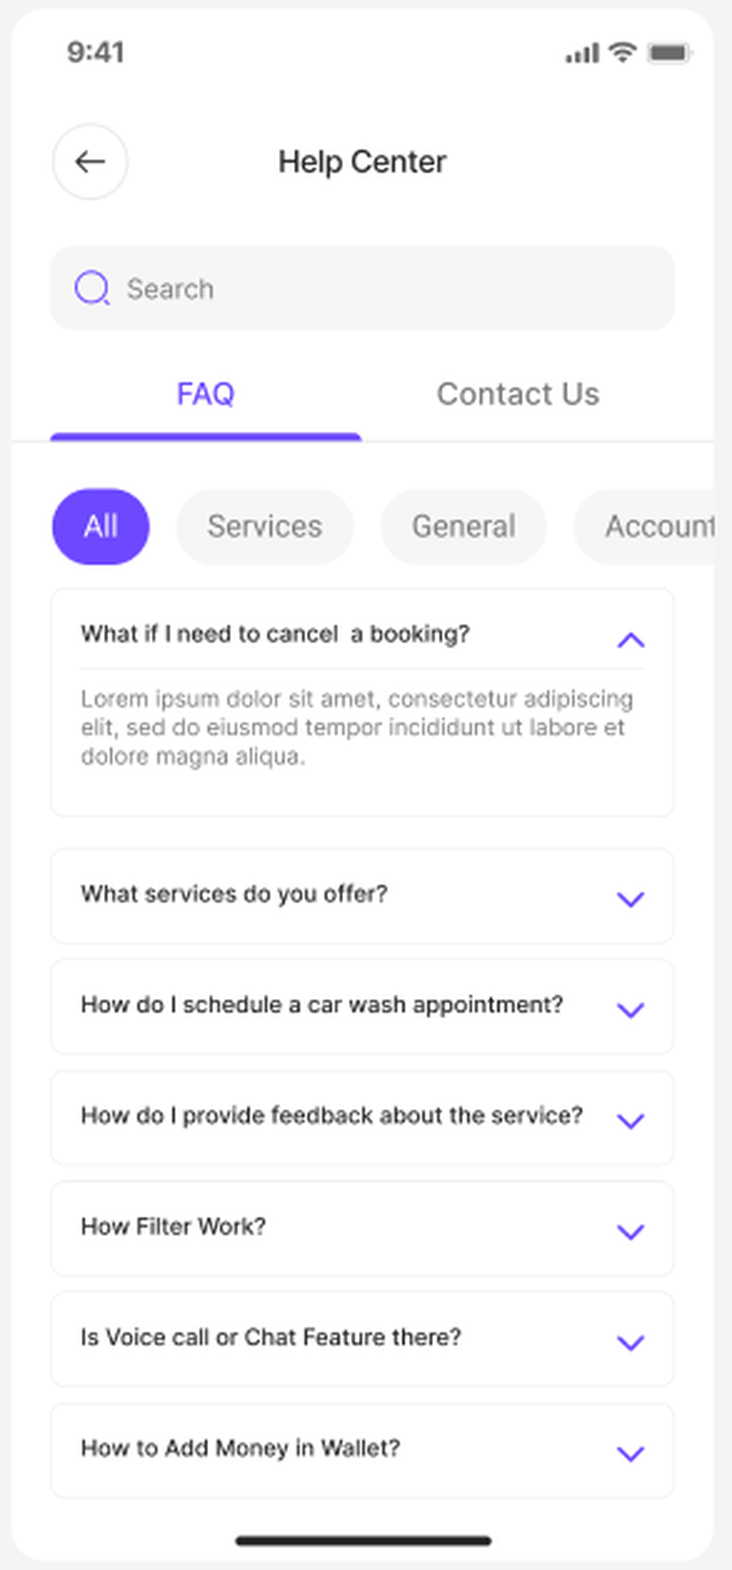 9:41
Help Center
Search
FAQ Contact Us
All Services General Account
What if I need to cancel  a booking?
Lorem ipsum dolor sit amet, consectetur adipiscing
elit, sed do eiusmod tempor incididunt ut labore et
dolore magna aliqua.
What services do you offer?
How do I schedule a car wash appointment?
How do I provide feedback about the service?
How Filter Work?
Is Voice call or Chat Feature there?
How to Add Money in Wallet?